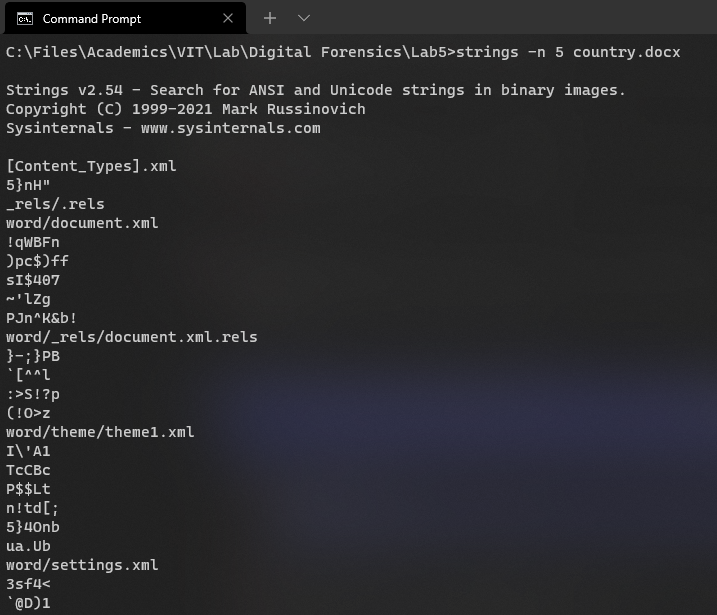 Command Prompt
C:\Files\Academics\VIT\Lab\Digital Forensics\Lab5>strings -n 5 country.docx
Strings v2.54 - Search for ANSI and Unicode strings in binary images.
Copyright (C) 1999-2021 Mark Russinovich
Sysinternals - www.sysinternals.com
[Content_Types].xml
5}nH"
_rels/.rels
word/document.xml
!qWBFn
)pc$)ff
sI$407
~'lZg
PJn^K&b!
word/_rels/document.xml.rels
}-;}PB
`[^^l
:>S!?p
(!O>z
word/theme/theme1.xml
I\'A1
TcCBc
P$$Lt
n!td[;
5}4Onb
ua.Ub
word/settings.xml
3sf4<
`@D)1